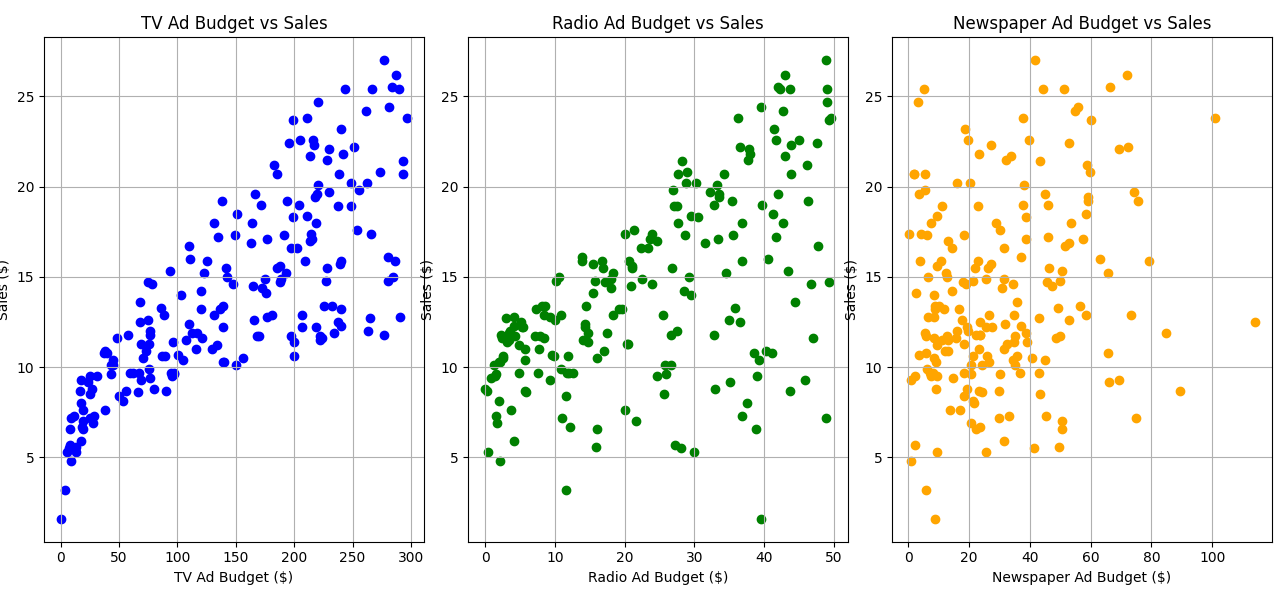 TV Ad Budget vs Sales
Sales ($)
25
20
15
10
5
0 50 100 150 200 250 300
TV Ad Budget ($)
Radio Ad Budget vs Sales
Sales ($)
25
20
15
10
5
0 10 20 30 40 50
Radio Ad Budget ($)
Newspaper Ad Budget vs Sales
Sales ($)
25
20
15
10
5
0 20 40 60 80 100
Newspaper Ad Budget ($)